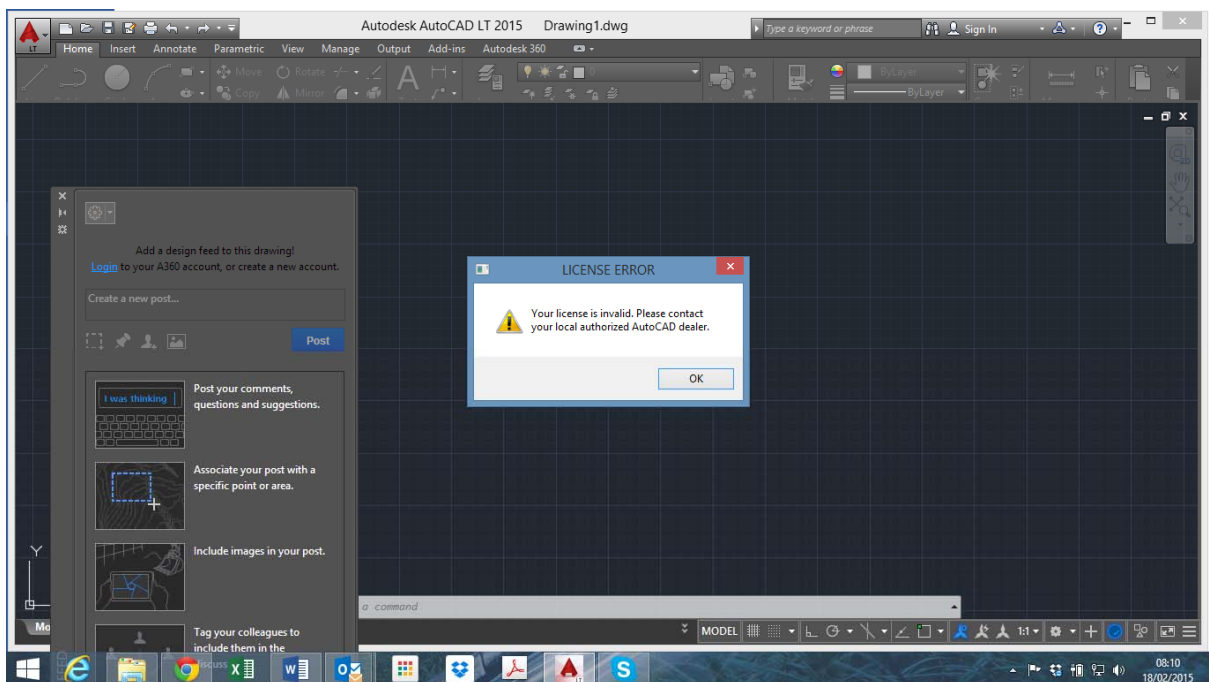 Autodesk AutoCAD LT 2015 Drawing1.dwg
Type a keyword or phrase
Sign In
LT
Home Insert Annotate Parametric View Manage Output Add-ins Autodesk 360
Move Rotate
A
Copy Mirror
0
ByLayer
ByLayer
Add a design feed to this drawing!
Login to your A360 account, or create a new account.
Create a new post...
Post
I was thinking
Post your comments,
questions and suggestions.
Associate your post with a
specific point or area.
Include images in your post.
Tag your colleagues to
include them in the
LICENSE ERROR
Your license is invalid. Please contact
your local authorized AutoCAD dealer.
OK
Y
a command
Mo
MODEL
1:1
08:10
18/02/2015